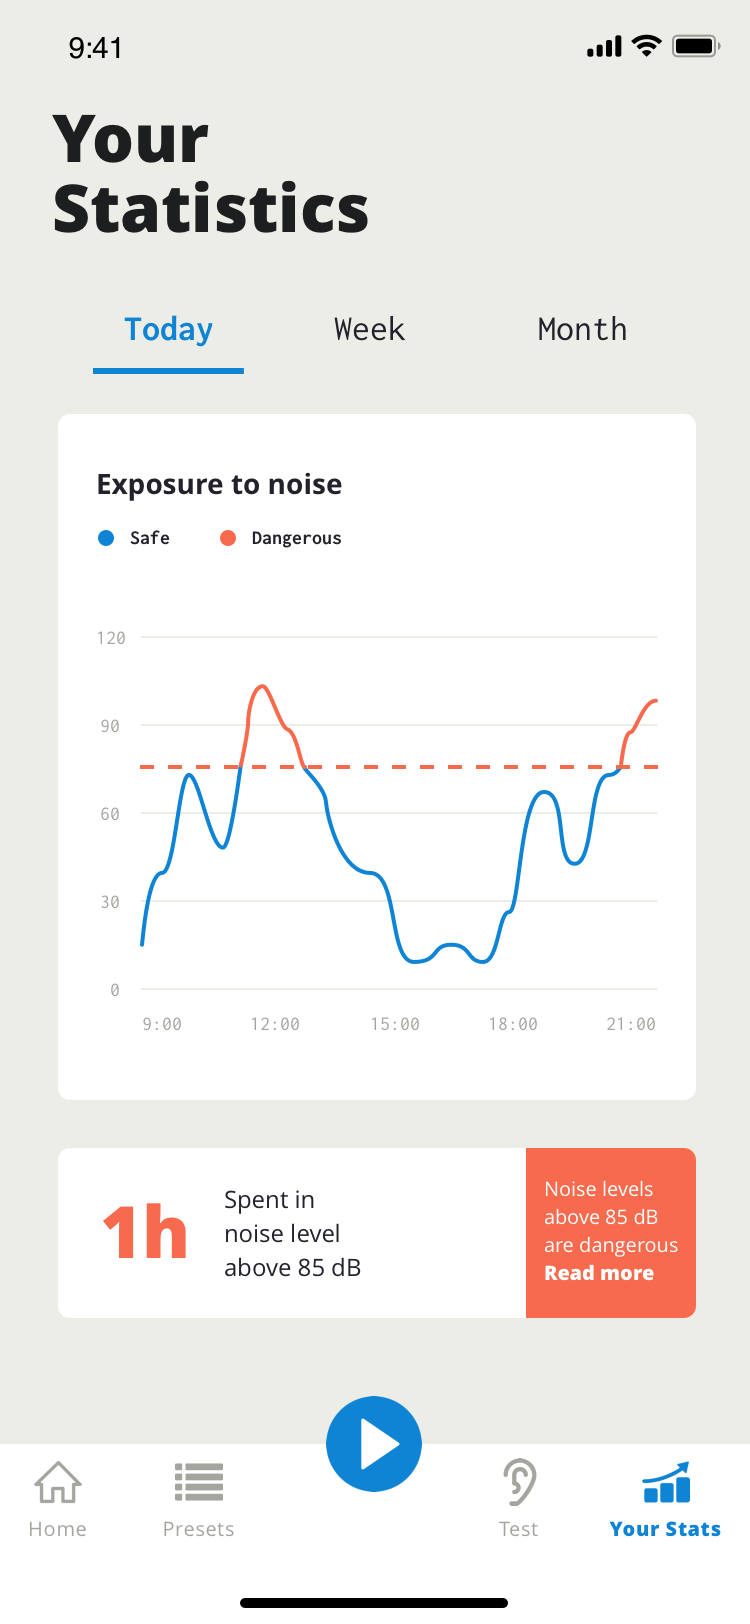 9:41
Your
Statistics
Today Week Month
Exposure to noise
Safe Dangerous
120
90
60
30
0
9:00 12:00 15:00 18:00 21:00
1h
Spent in
noise level
above 85 dB
Noise levels
above 85 dB
are dangerous
Read more
Home Presets Test Your Stats